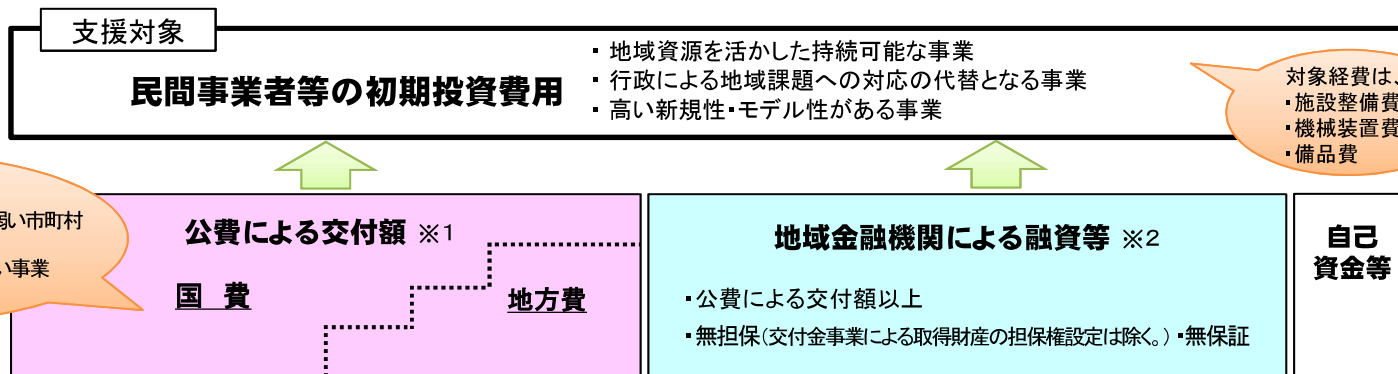 支援対象
民間事業者等の初期投資費用
・地域資源を活かした持続可能な事業
・行政による地域課題への対応の代替となる事業
・高い新規性・モデル性がある事業
対象経費は、
・施設整備費
・機械装置費
・備品費
弱い市町村
い事業
公費による交付額 ※1
国 費
地方費
地域金融機関による融資等 ※2
・公費による交付額以上
・無担保(交付金事業による取得財産の担保権設定は除く。)・無保証
自己
資金等